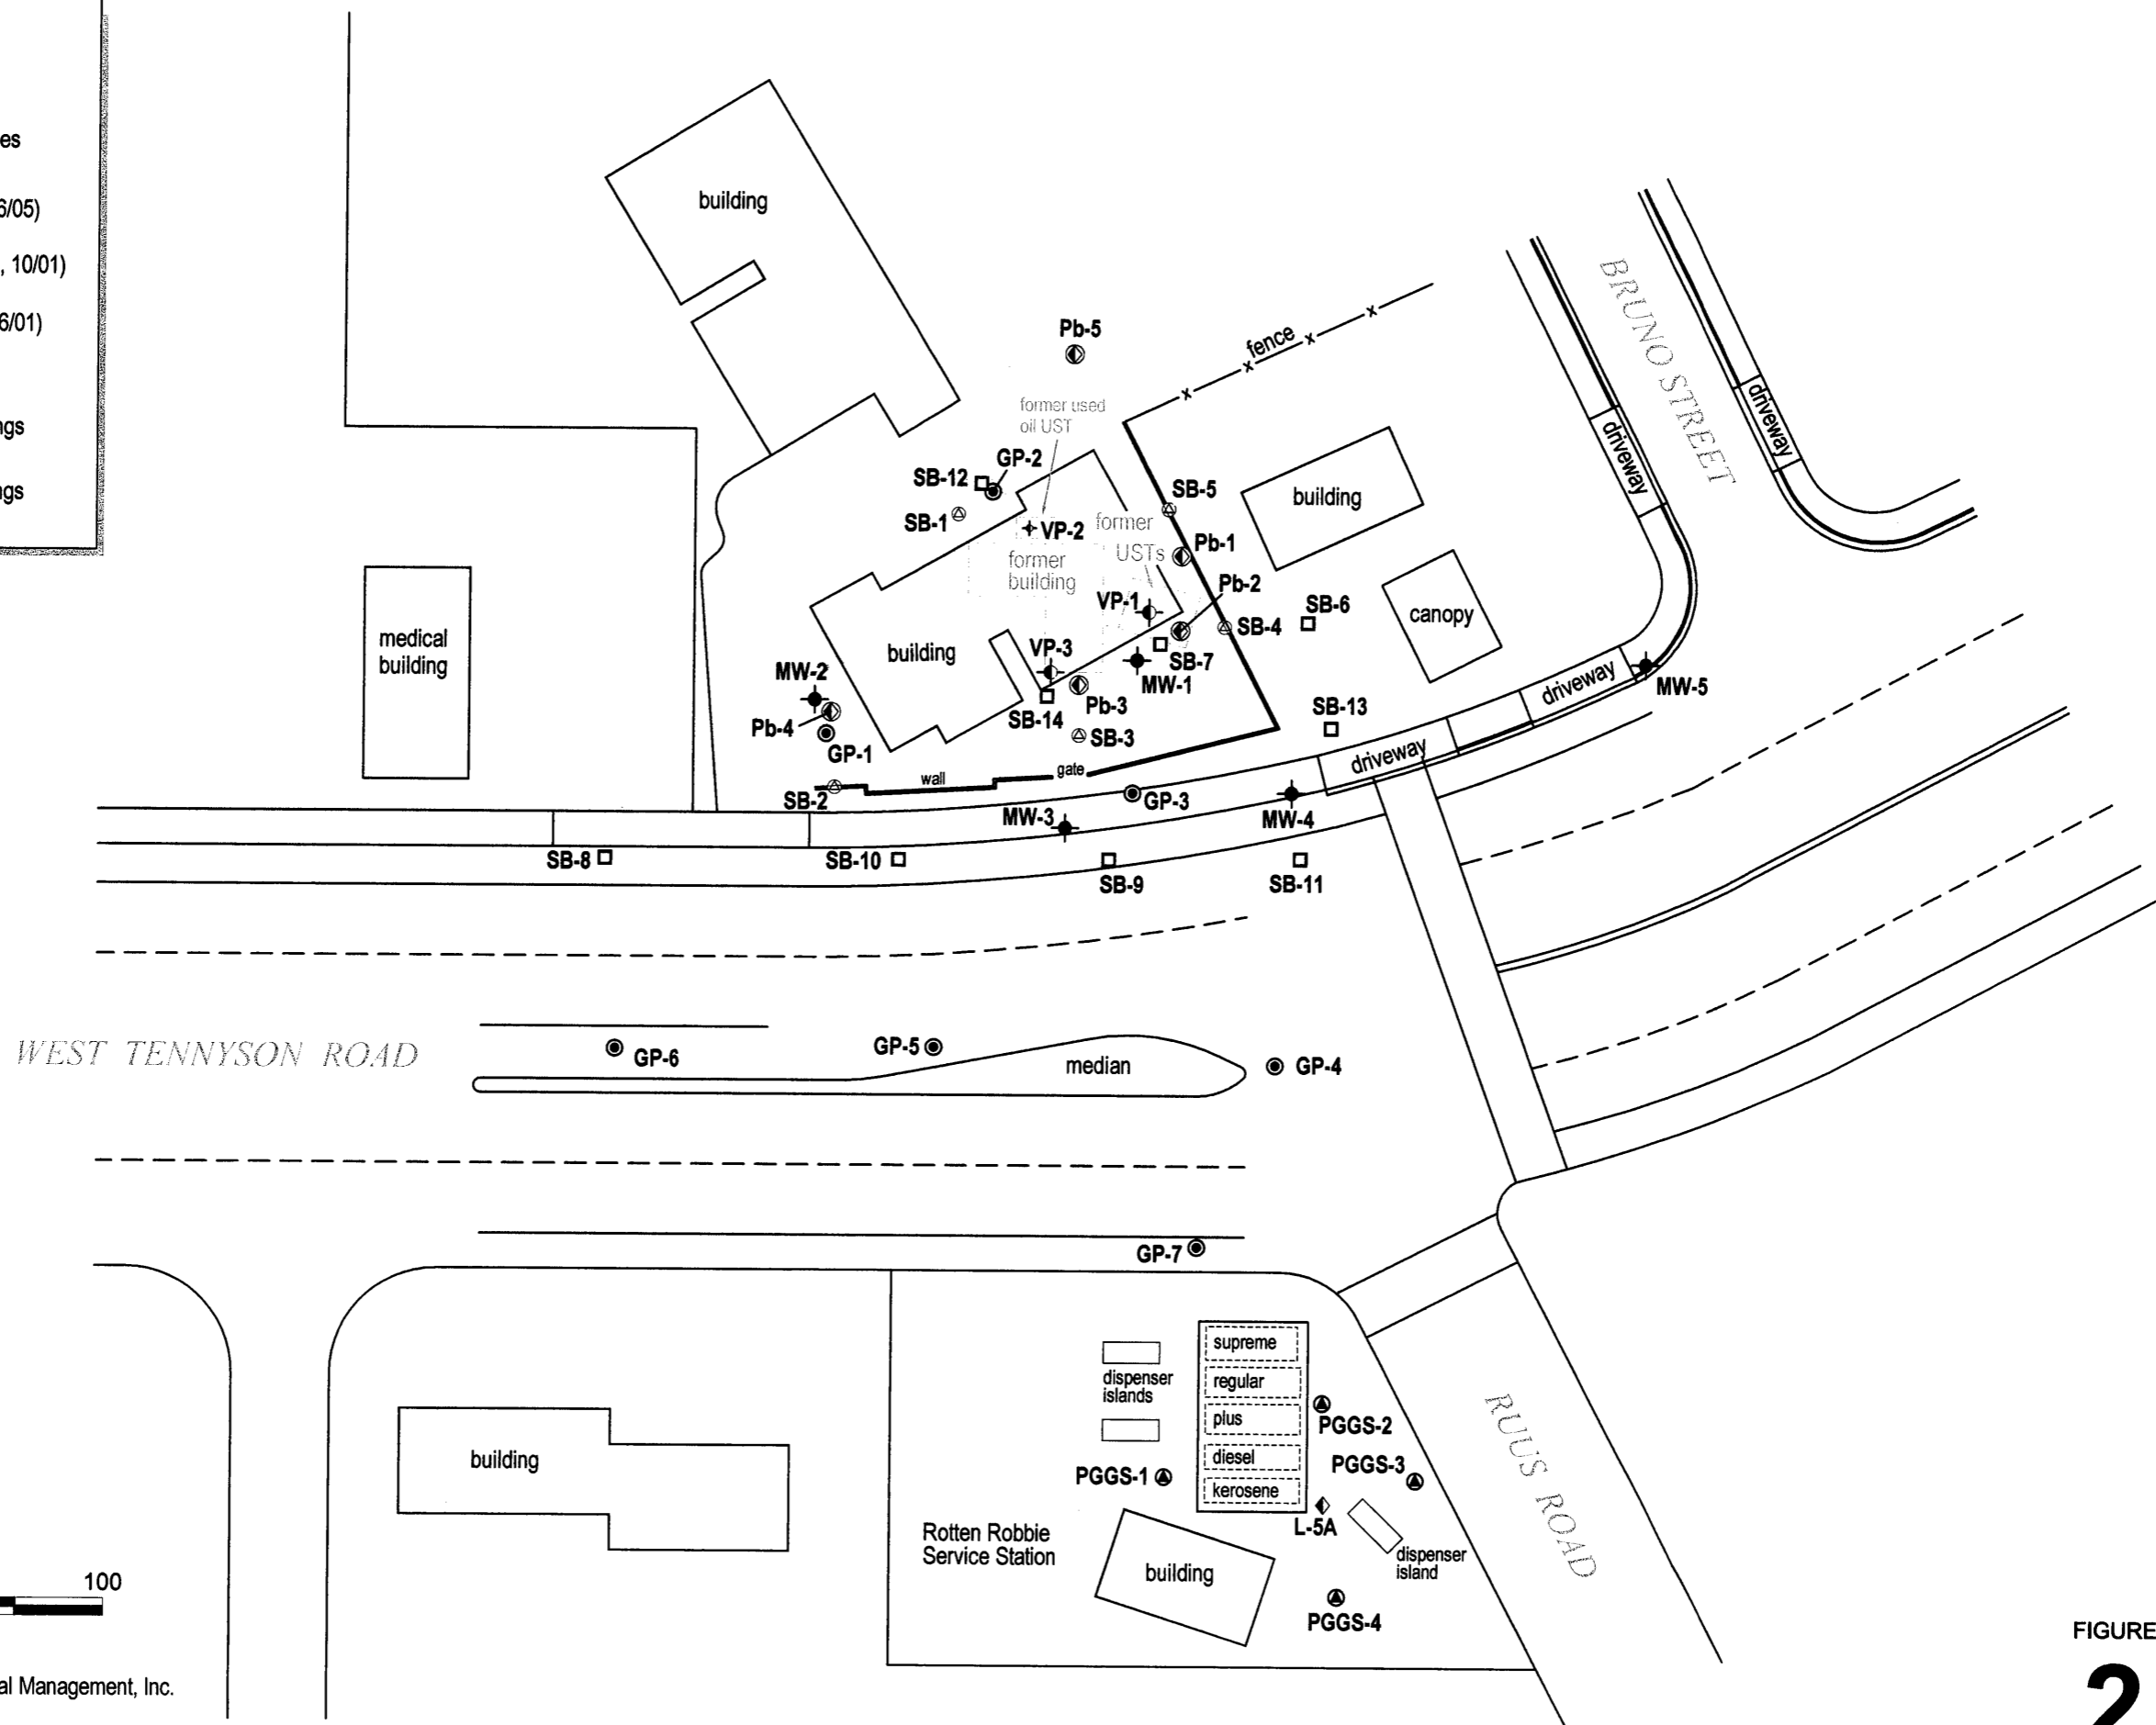 es
6/05)
, 10/01)
6/01)
ngs
ngs
building
Pb-5
fence
BRUNO STREET
driveway
driveway
former used
oil UST
GP-2
SB-12
SB-1
VP-2
former
USTs
SB-5
Pb-1
building
former
building
Pb-2
VP-1
SB-4
SB-6
canopy
medical
building
building
VP-3
SB-7
MW-1
MW-2
Pb-4
GP-1
SB-14
Pb-3
SB-3
SB-13
driveway
MW-5
driveway
wall
gate
SB-2
GP-3
MW-3
MW-4
SB-8
SB-10
SB-9
SB-11
WEST TENNYSON ROAD
GP-6
GP-5
median
GP-4
GP-7
supreme
regular
plus
diesel
kerosene
dispenser
islands
PGGS-2
PGGS-3
PGGS-1
L-5A
dispenser
island
building
Rotten Robbie
Service Station
building
PGGS-4
RUUS ROAD
100
al Management, Inc.
FIGURE
2